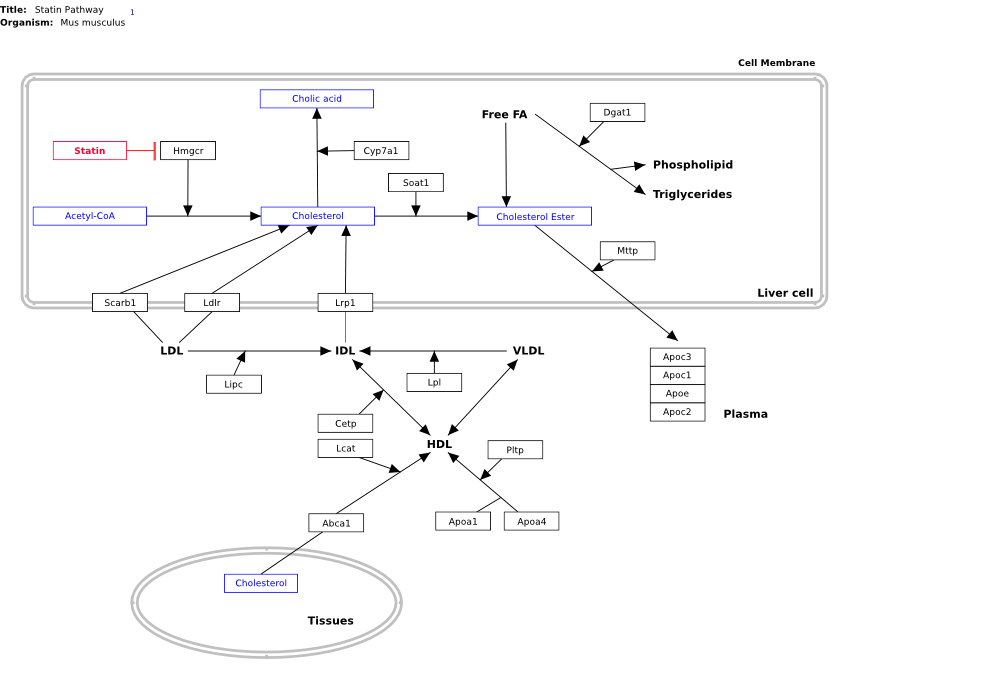 Title: Statin Pathway 1
Organism: Mus musculus
Cell Membrane
Cholic acid
Free FA
Dgat1
Statin
Hmgcr
Cyp7a1
Phospholipid
Soat1
Triglycerides
Acetyl-CoA
Cholesterol
Cholesterol Ester
Mttp
Liver cell
Scarb1
Ldlr
Lrp1
LDL
IDL
VLDL
Apoc3
Apoc1
Apoe
Apoc2
Plasma
Lipc
Lpl
Cetp
HDL
Lcat
Pltp
Abca1
Apoa1
Apoa4
Cholesterol
Tissues